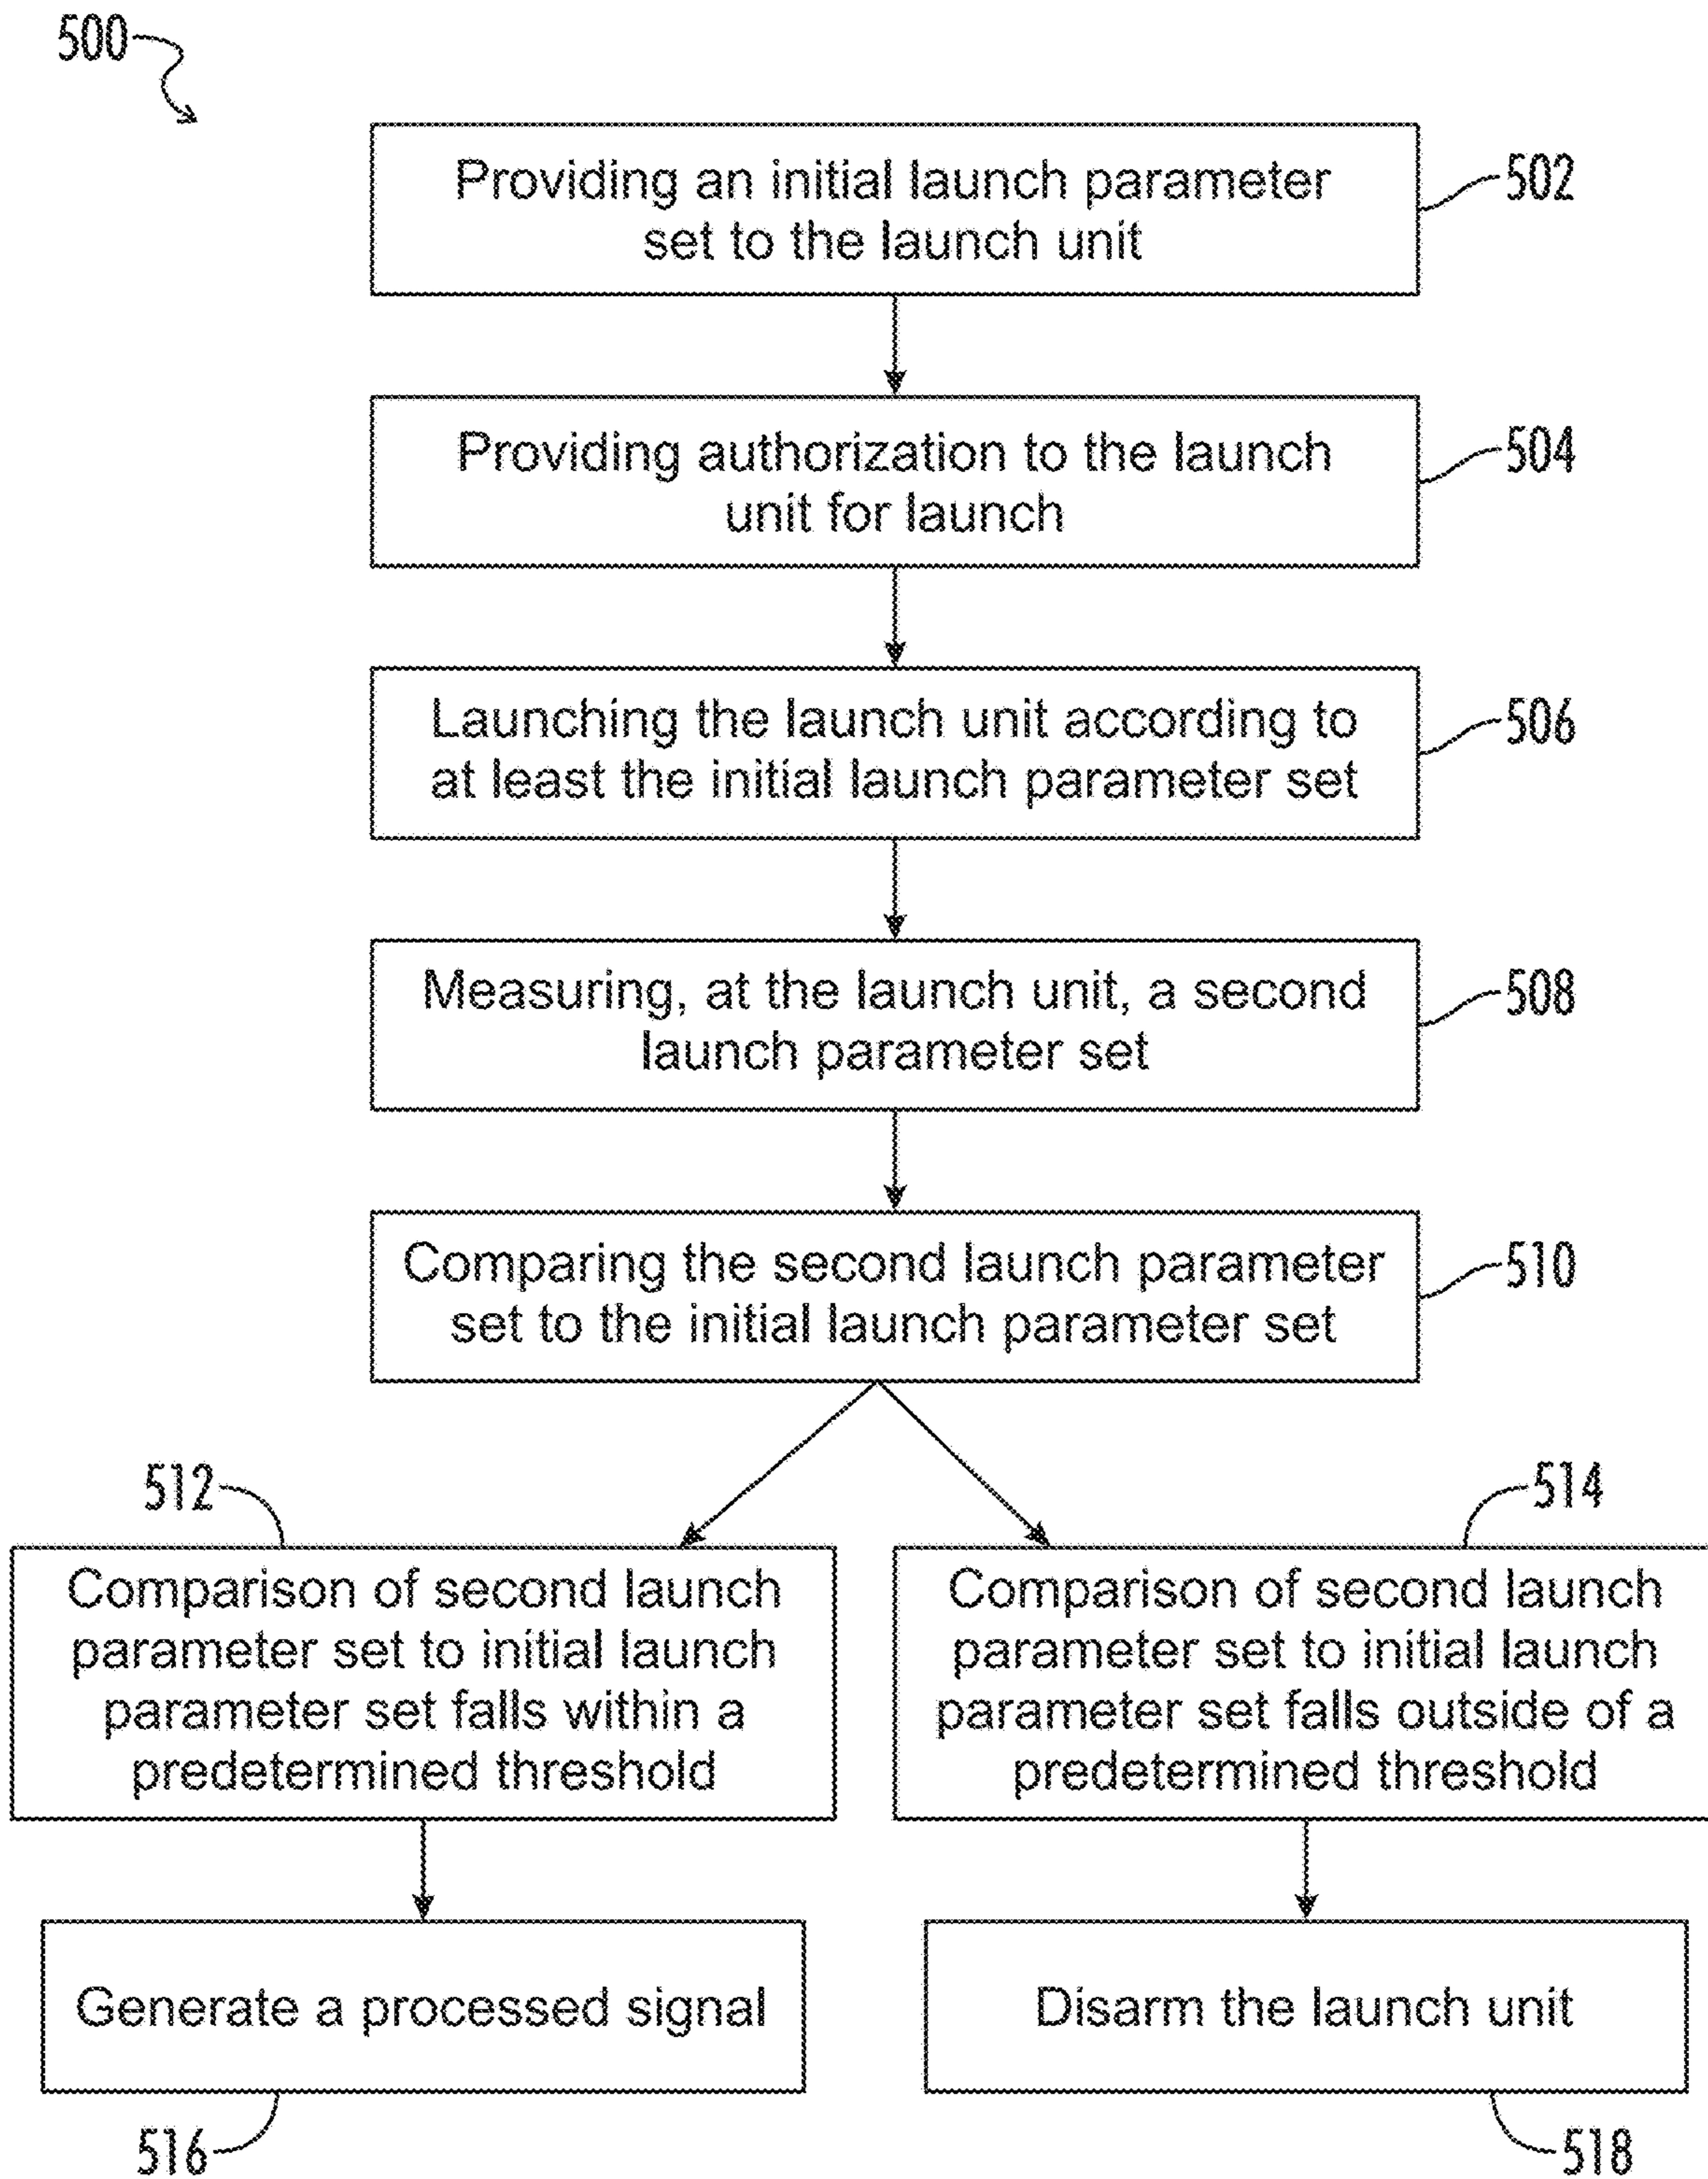 500
Providing an initial launch parameter
set to the launch unit
502
Providing authorization to the launch
unit for launch
504
Launching the launch unit according to
at least the initial launch parameter set
506
Measuring, at the launch unit, a second
launch parameter set
508
Comparing the second launch parameter
set to the initial launch parameter set
510
512
Comparison of second launch
parameter set to initial launch
parameter set falls within a
predetermined threshold
514
Comparison of second launch
parameter set to initial launch
parameter set falls outside of a
predetermined threshold
Generate a processed signal
516
Disarm the launch unit
518